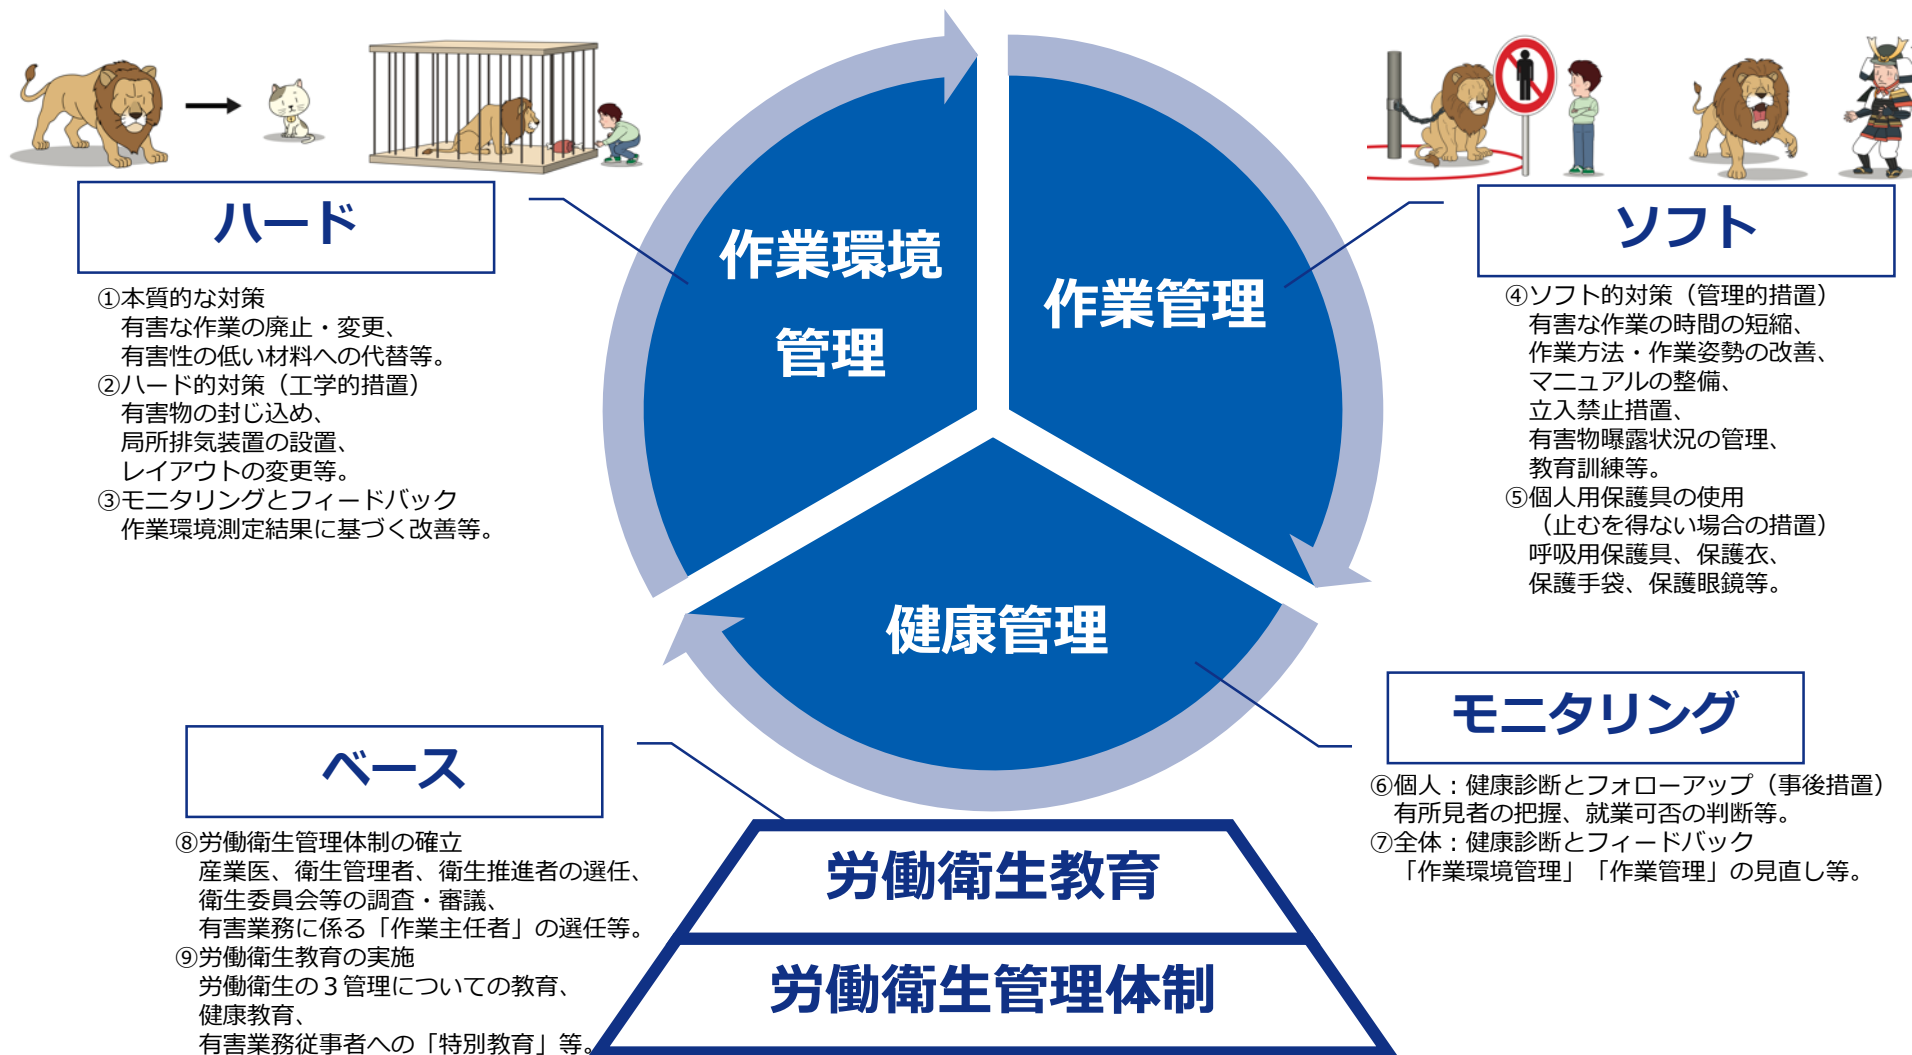 ハード
①本質的な対策
有害な作業の廃止・変更、
有害性の低い材料への代替等。
②ハード的対策（工学的措置）
有害物の封じ込め、
局所排気装置の設置、
レイアウトの変更等。
③モニタリングとフィードバック
作業環境測定結果に基づく改善等。
作業環境
管理
作業管理
健康管理
ソフト
④ソフト的対策（管理的措置）
有害な作業の時間の短縮、
作業方法・作業姿勢の改善、
マニュアルの整備、
立入禁止措置、
有害物曝露状況の管理、
教育訓練等。
⑤個人用保護具の使用
（止むを得ない場合の措置）
呼吸用保護具、保護衣、
保護手袋、保護眼鏡等。
モニタリング
⑥個人：健康診断とフォローアップ（事後措置）
有所見者の把握、就業可否の判断等。
⑦全体：健康診断とフィードバック
「作業環境管理」「作業管理」の見直し等。
ベース
⑧労働衛生管理体制の確立
産業医、衛生管理者、衛生推進者の選任、
衛生委員会等の調査・審議、
有害業務に係る「作業主任者」の選任等。
⑨労働衛生教育の実施
労働衛生の３管理についての教育、
健康教育、
有害業務従事者への「特別教育」等。
労働衛生教育
労働衛生管理体制